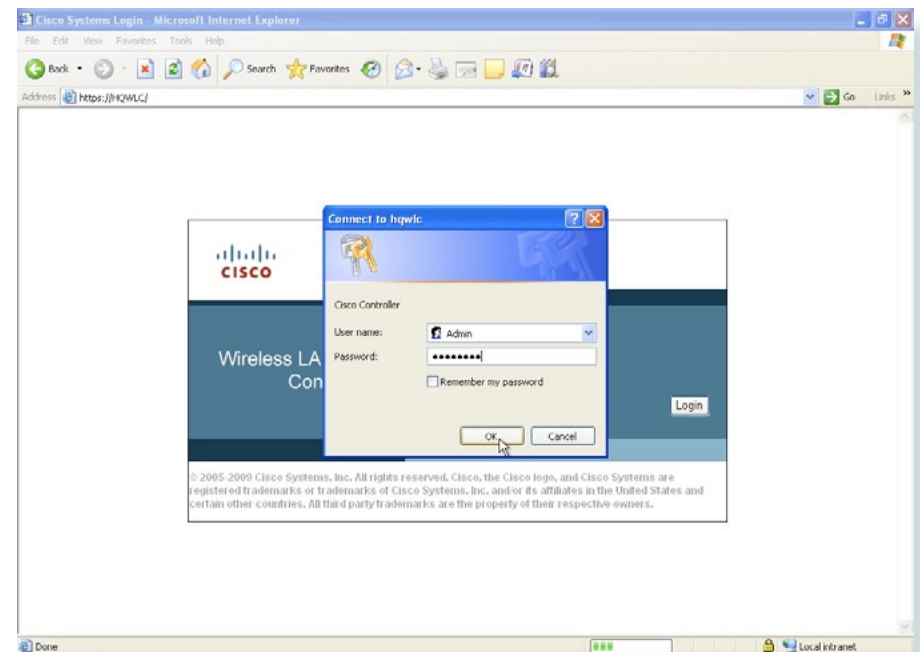 Cisco Systems Login - Microsoft Internet Explorer
File Edit View Favorites Tools Help
Back Search Favorites
Address https://HQWLC/ Go Links »
Connect to hqwlc
CISCO
Cisco Controller
User name: Admin
Password: ••••••••
Remember my password
OK Cancel
Wireless LA
Con
Login
© 2005-2009 Cisco Systems, Inc. All rights reserved. Cisco, the Cisco logo, and Cisco Systems are
registered trademarks or trademarks of Cisco Systems, Inc. and/or its affiliates in the United States and
certain other countries. All third party trademarks are the property of their respective owners.
Done Local intranet